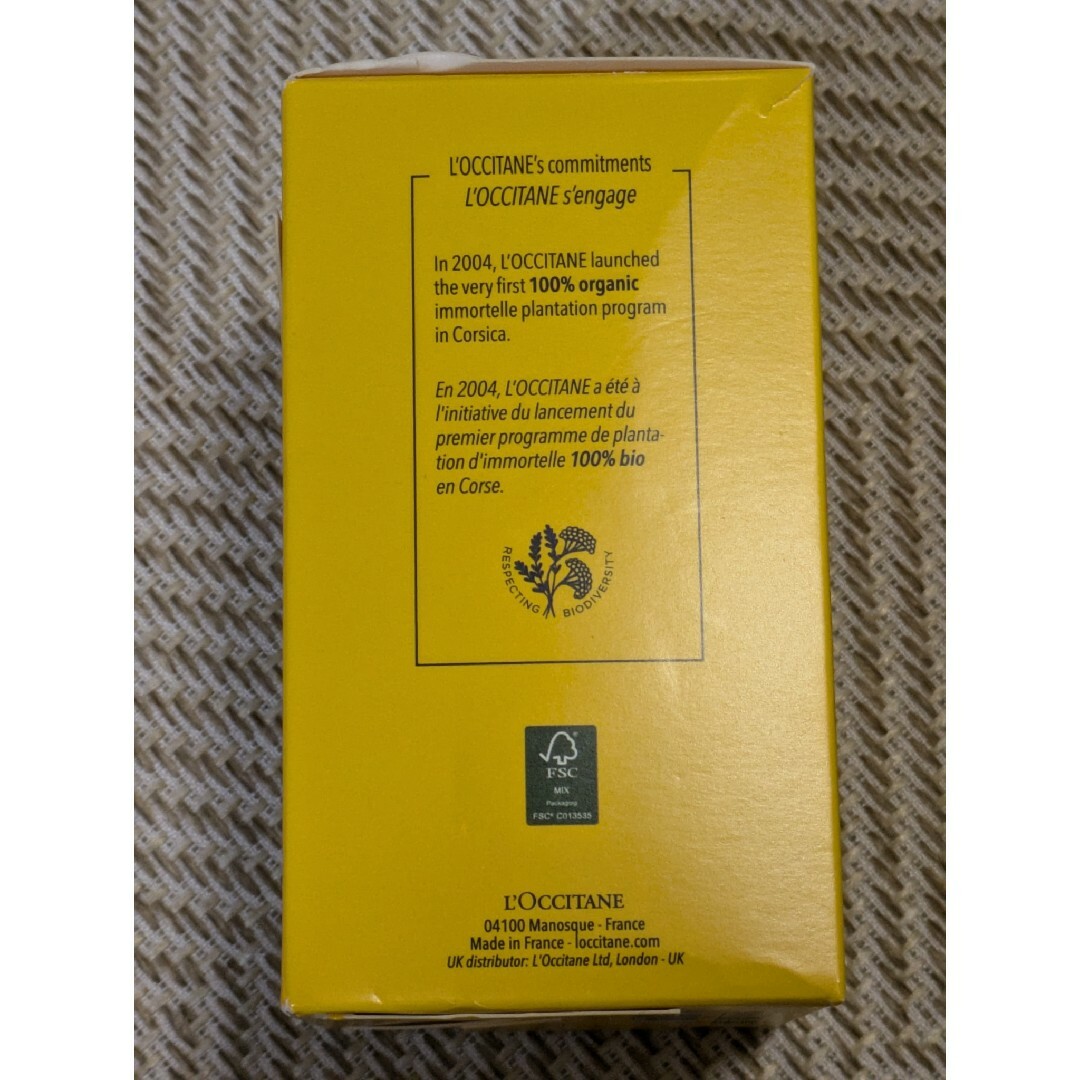 L'OCCITANE's commitments
L'OCCITANE s'engage
In 2004, L'OCCITANE launched
the very first 100% organic
immortelle plantation program
in Corsica.
En 2004, L'OCCITANE a été à
l'initiative du lancement du
premier programme de planta-
tion d'immortelle 100% bio
en Corse.
RESPECTING BIODIVERSITY
FSC®
MIX
Packaging
FSC® C013535
L'OCCITANE
04100 Manosque - France
Made in France - loccitane.com
UK distributor: L'Occitane Ltd, London - UK